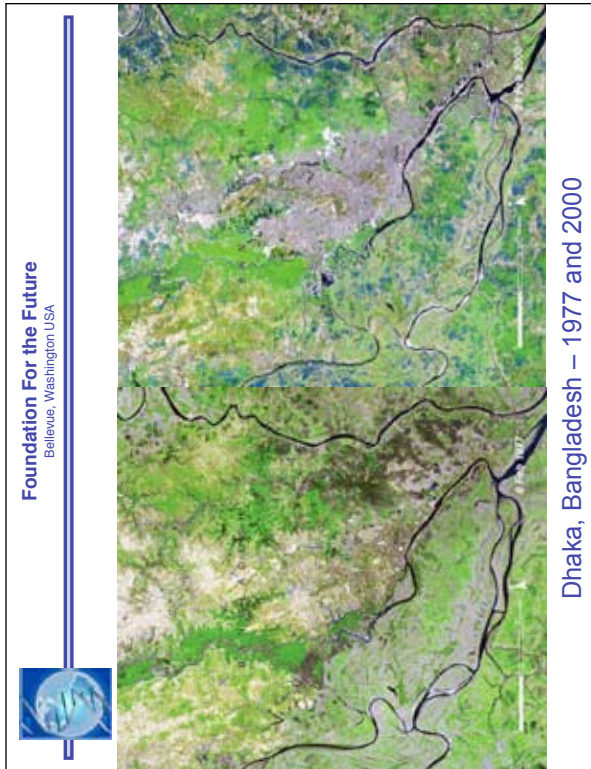 Foundation For the Future
Bellevue, Washington USA
Dhaka, Bangladesh – 1977 and 2000